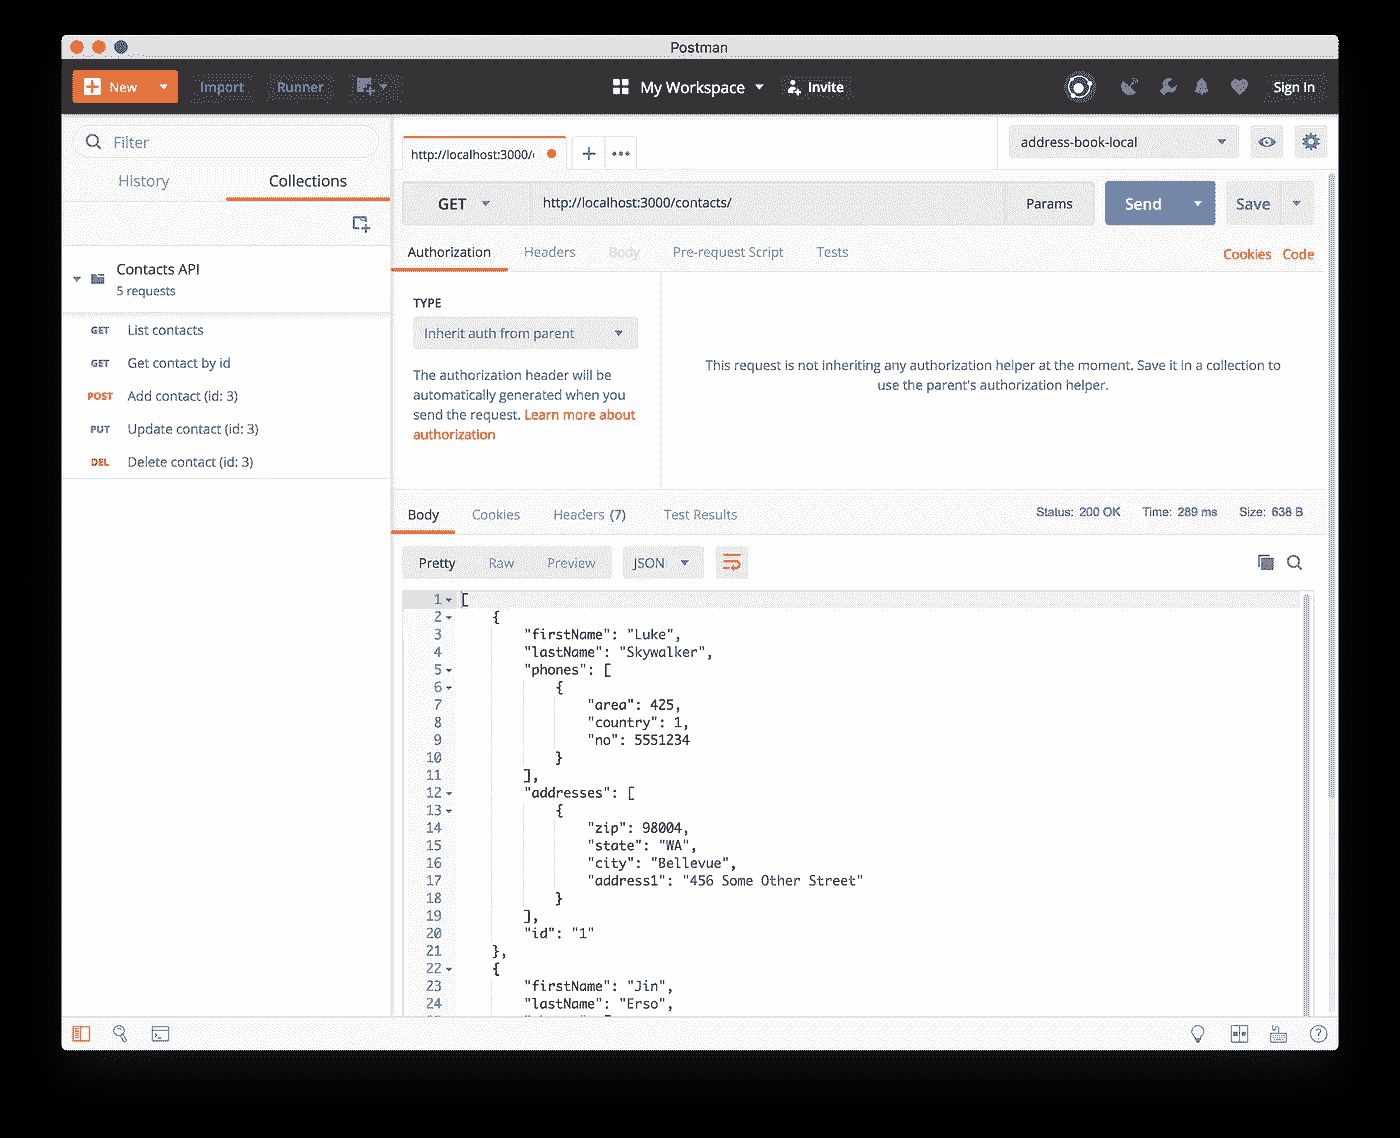 Postman
New
Import
Runner
My Workspace
Invite
Sign In
Filter
History
Collections
Contacts API
5 requests
GET List contacts
GET Get contact by id
POST Add contact (id: 3)
PUT Update contact (id: 3)
DEL Delete contact (id: 3)
http://localhost:3000/
address-book-local
GET http://localhost:3000/contacts/ Params
Send
Save
Authorization Headers Body Pre-request Script Tests
Cookies Code
TYPE
Inherit auth from parent
The authorization header will be
automatically generated when you
send the request. Learn more about
authorization
This request is not inheriting any authorization helper at the moment. Save it in a collection to
use the parent's authorization helper.
Body Cookies Headers (7) Test Results
Status: 200 OK Time: 289 ms Size: 638 B
Pretty Raw Preview JSON
1 [
2 {
3 "firstName": "Luke",
4 "lastName": "Skywalker",
5 "phones": [
6 {
7 "area": 425,
8 "country": 1,
9 "no": 5551234
10 }
11 ],
12 "addresses": [
13 {
14 "zip": 98004,
15 "state": "WA",
16 "city": "Bellevue",
17 "address1": "456 Some Other Street"
18 }
19 ],
20 "id": "1"
21 },
22 {
23 "firstName": "Jin",
24 "lastName": "Erso",